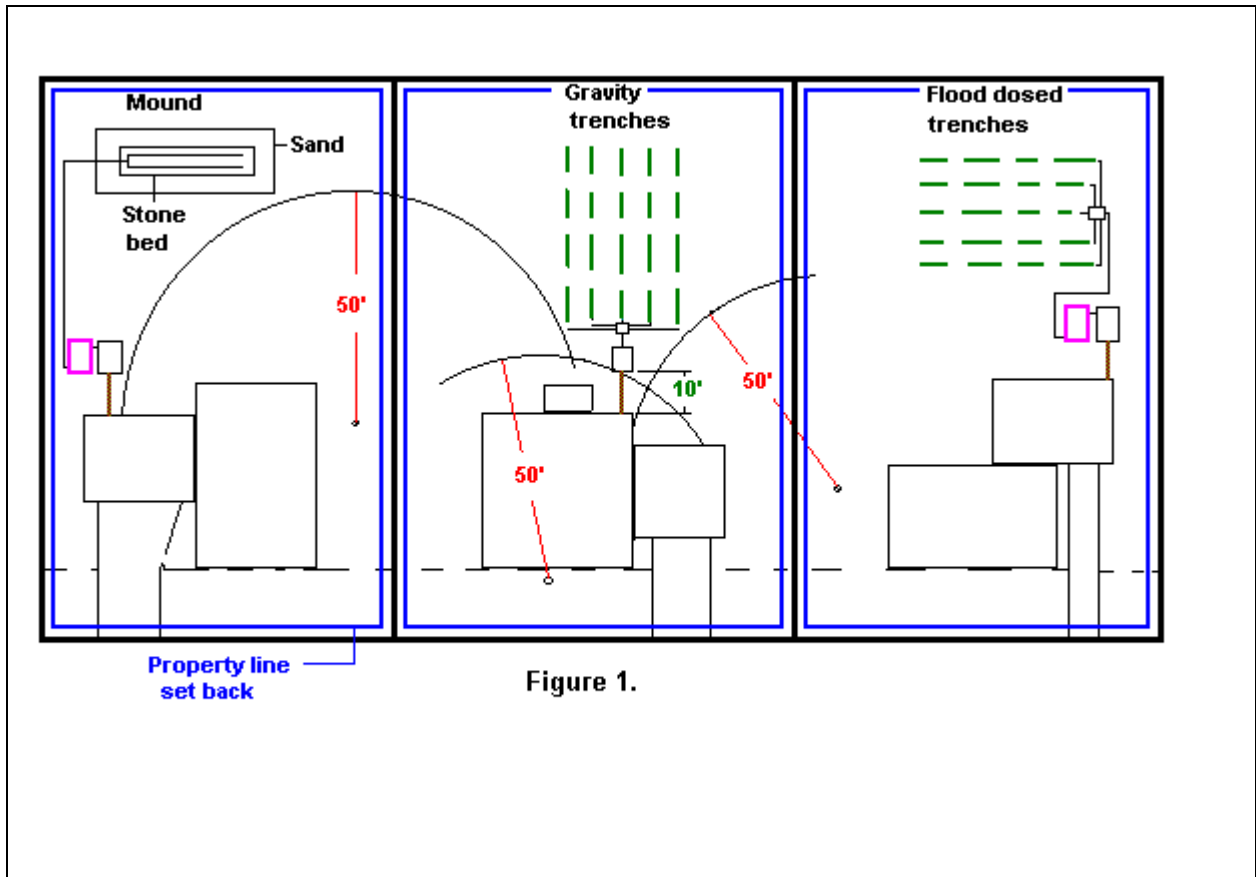 Mound
Sand
Stone
bed
50'
Gravity
trenches
50'
10'
50'
Flood dosed
trenches
Property line
set back
Figure 1.